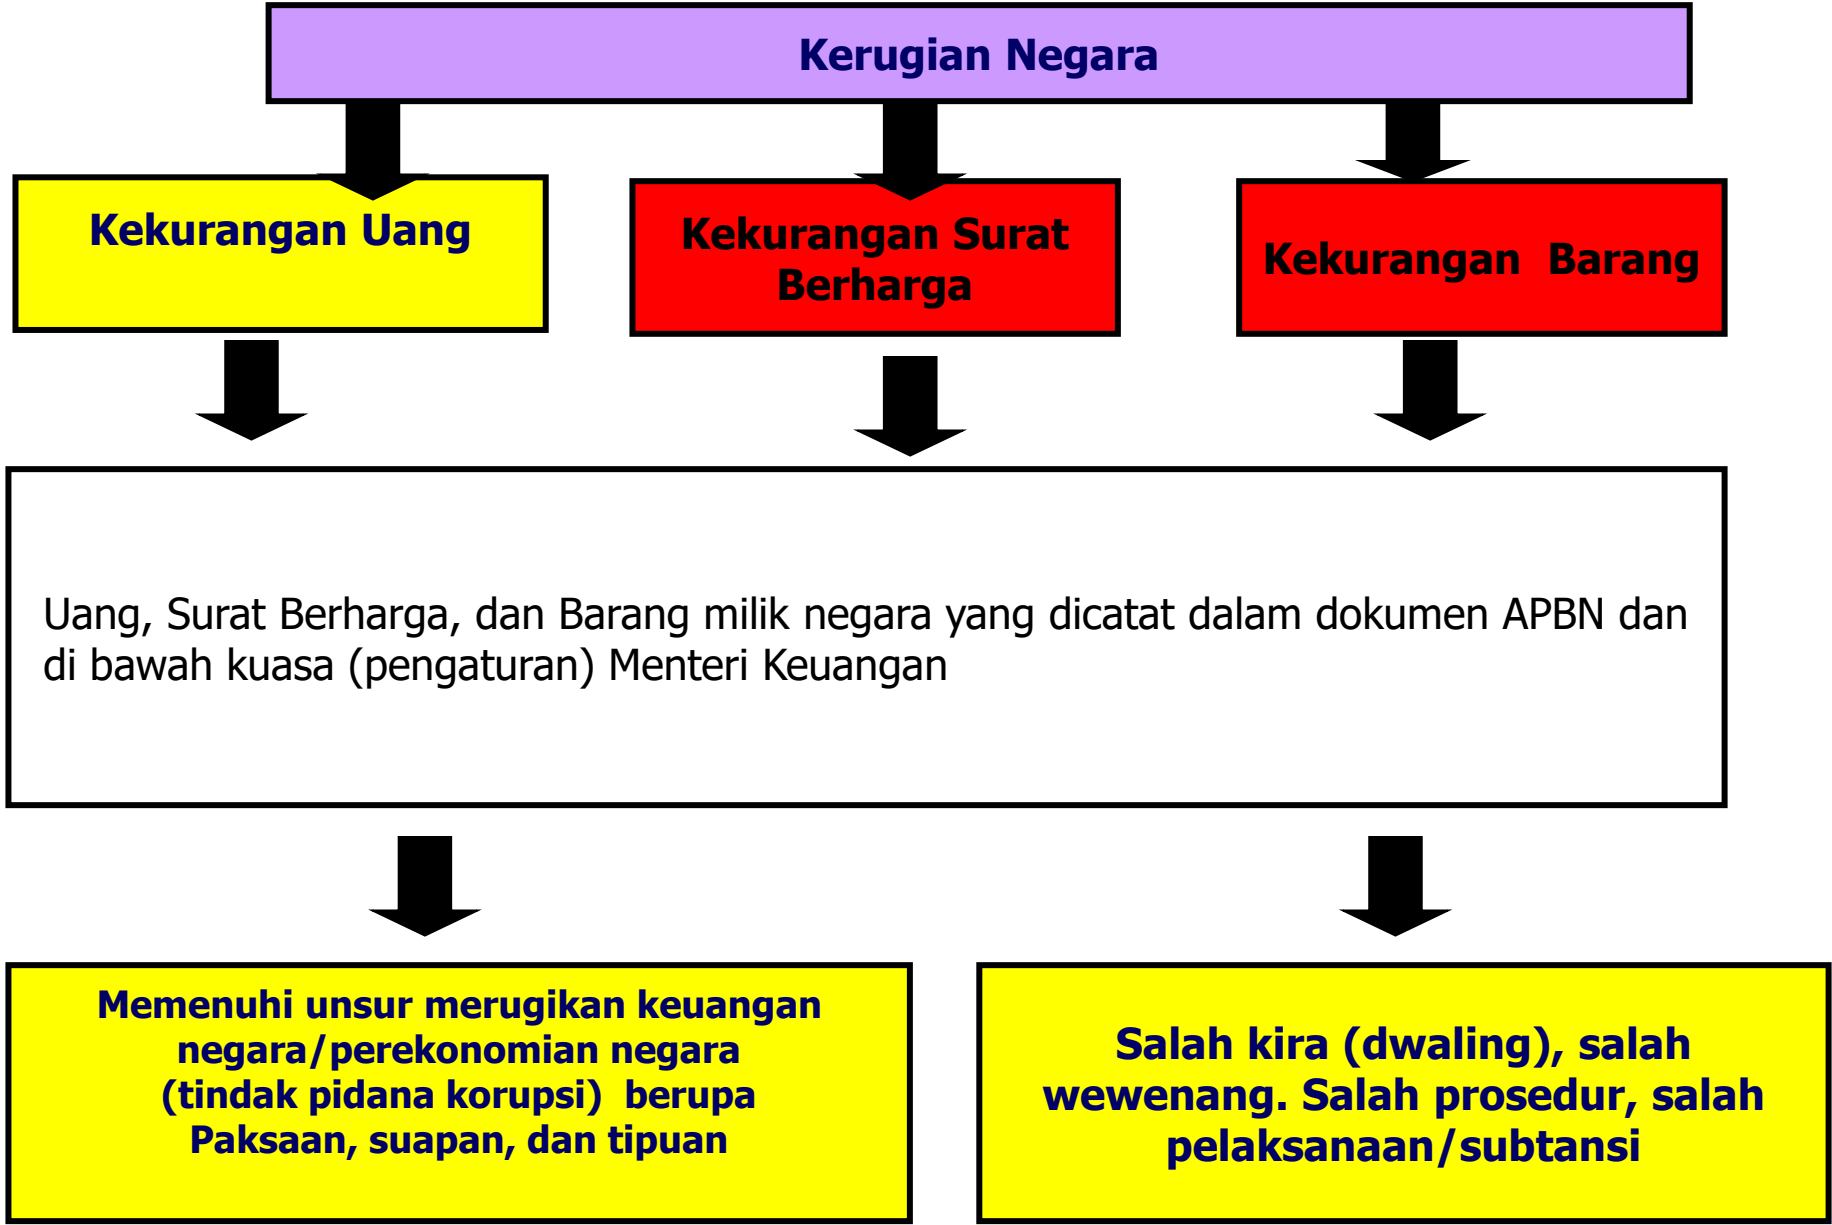 Kerugian Negara
Kekurangan Uang
Kekurangan Surat
Berharga
Kekurangan  Barang
Uang, Surat Berharga, dan Barang milik negara yang dicatat dalam dokumen APBN dan
di bawah kuasa (pengaturan) Menteri Keuangan
Memenuhi unsur merugikan keuangan
negara/perekonomian negara
(tindak pidana korupsi)  berupa
Paksaan, suapan, dan tipuan
Salah kira (dwaling), salah
wewenang. Salah prosedur, salah
pelaksanaan/subtansi